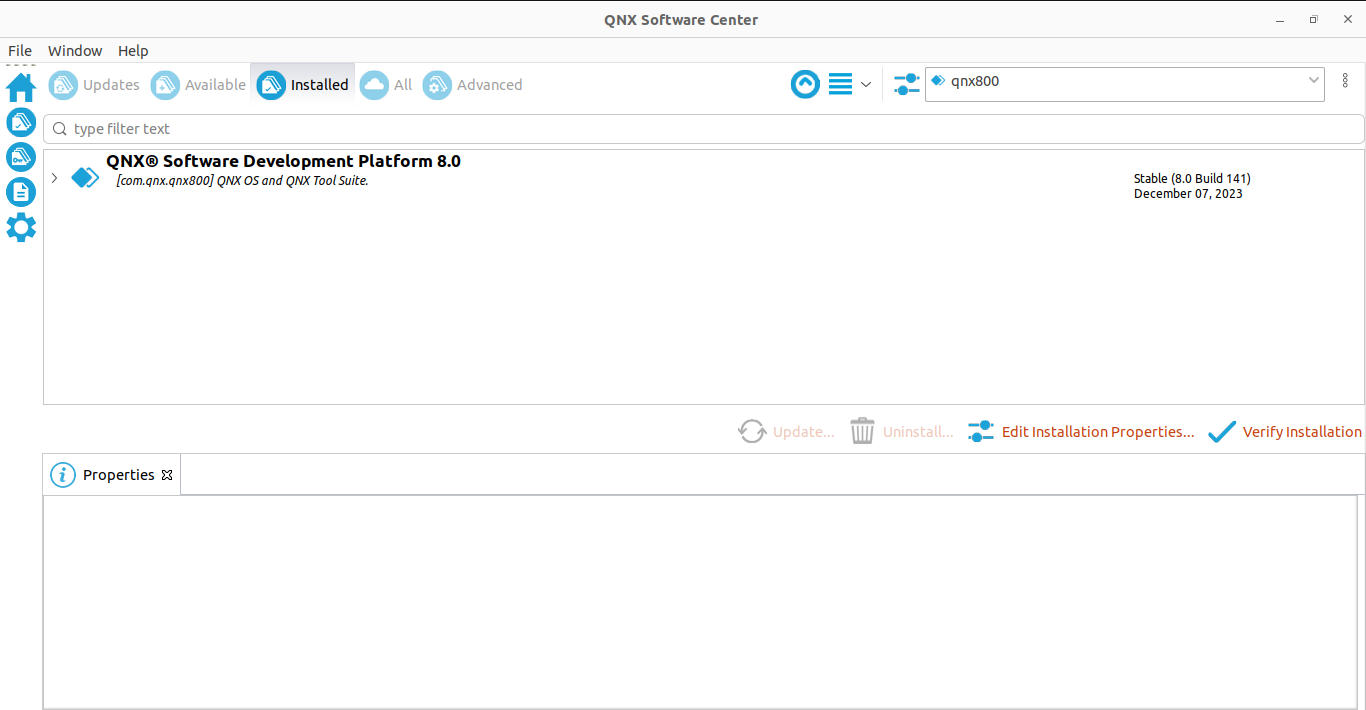 QNX Software Center
File Window Help
Updates Available Installed All Advanced qnx800
type filter text
QNX® Software Development Platform 8.0
[com.qnx.qnx800] QNX OS and QNX Tool Suite.
Stable (8.0 Build 141)
December 07, 2023
Update... Uninstall... Edit Installation Properties... Verify Installation
Properties